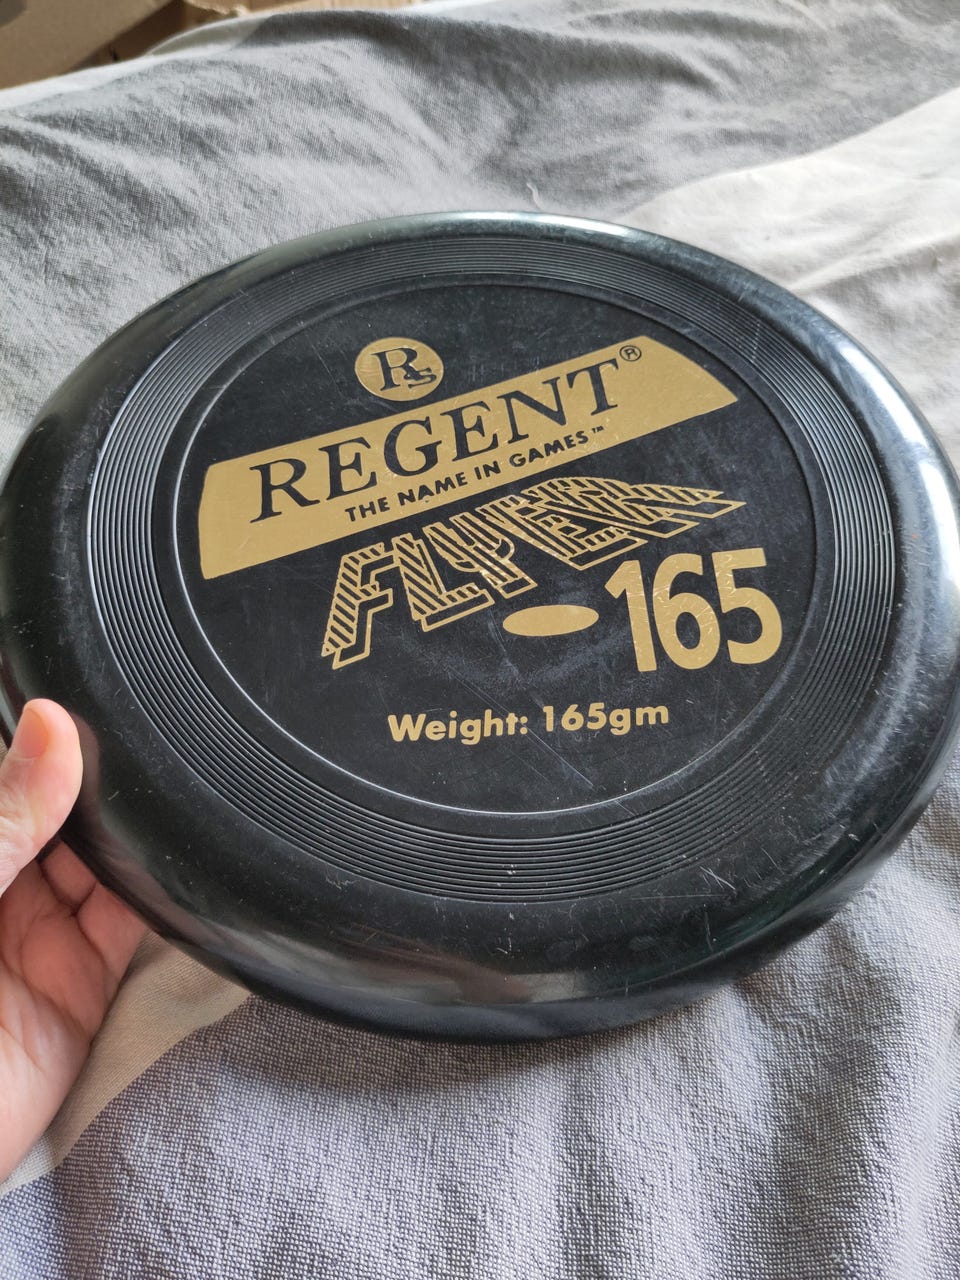 RS
REGENT®
THE NAME IN GAMES™
FLYER
165
Weight: 165gm